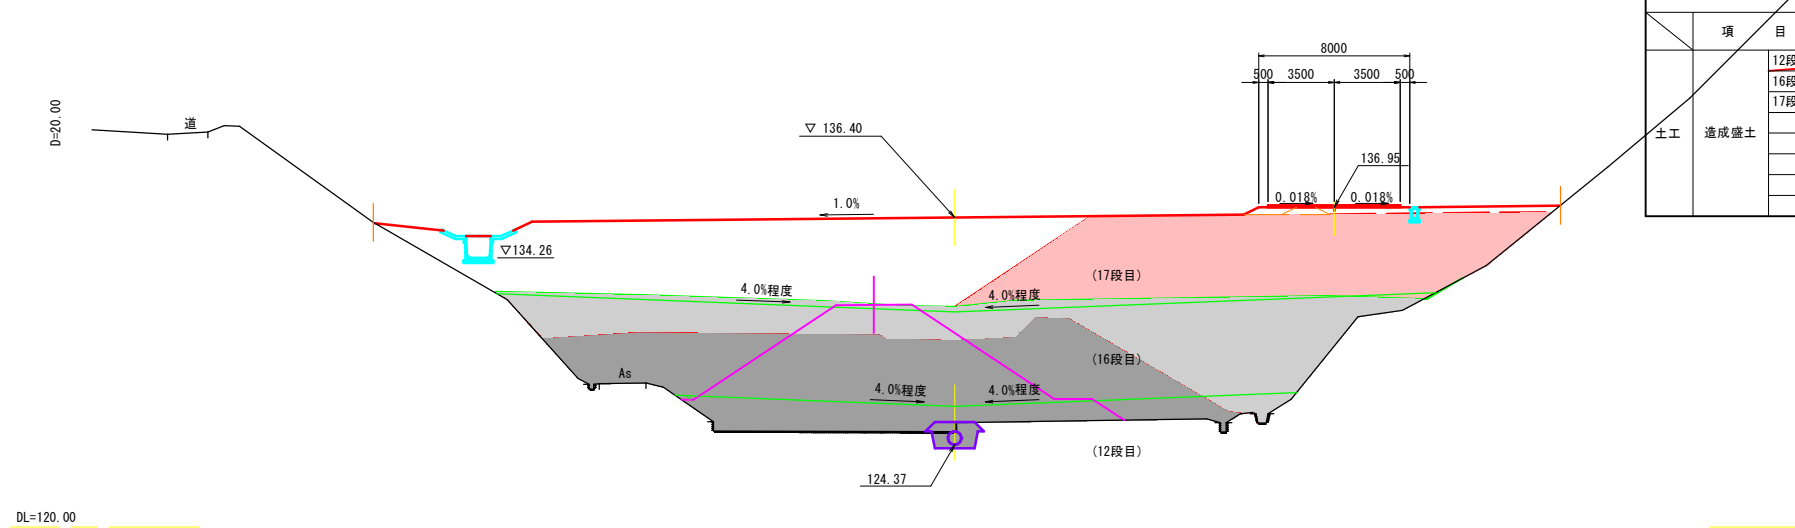 D=20.00
道
▽ 136.40
8000
500 3500 3500 500
136.95
項 目
12段
16段
17段
土工 造成盛土
1.0%
0.018% 0.018%
▽134.26
(17段目)
4.0%程度
4.0%程度
(16段目)
As
4.0%程度
4.0%程度
(12段目)
124.37
DL=120.00